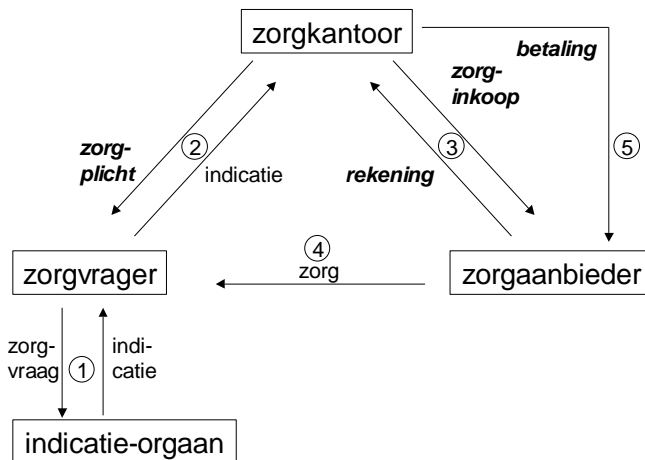 zorgkantoor
betaling
zorg-
inkoop
zorg-
plicht
2
indicatie
rekening
3
5
zorgvrager
4
zorg
zorgaanbieder
zorg-
vraag
1
indi-
catie
indicatie-orgaan